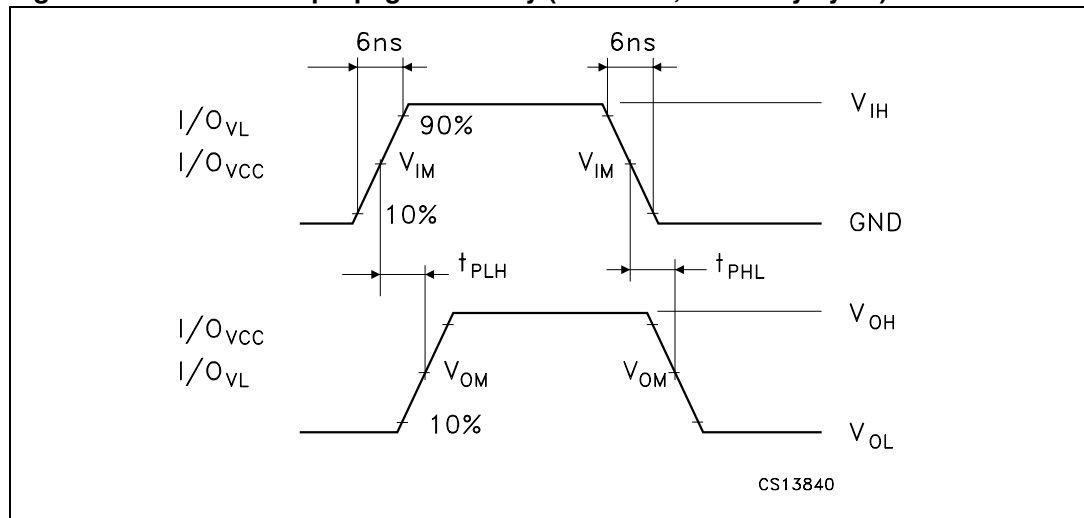 6ns 6ns
I/O_VL 90% V_IH
I/O_VCC V_IM V_IM
10% GND
t_PLH t_PHL
I/O_VCC V_OH
I/O_VL V_OM V_OM
10% V_OL
CS13840